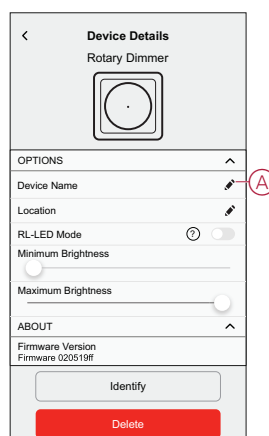 Device Details
Rotary Dimmer
OPTIONS
Device Name
A
Location
RL-LED Mode ?
Minimum Brightness
Maximum Brightness
ABOUT
Firmware Version
Firmware 020519ff
Identify
Delete